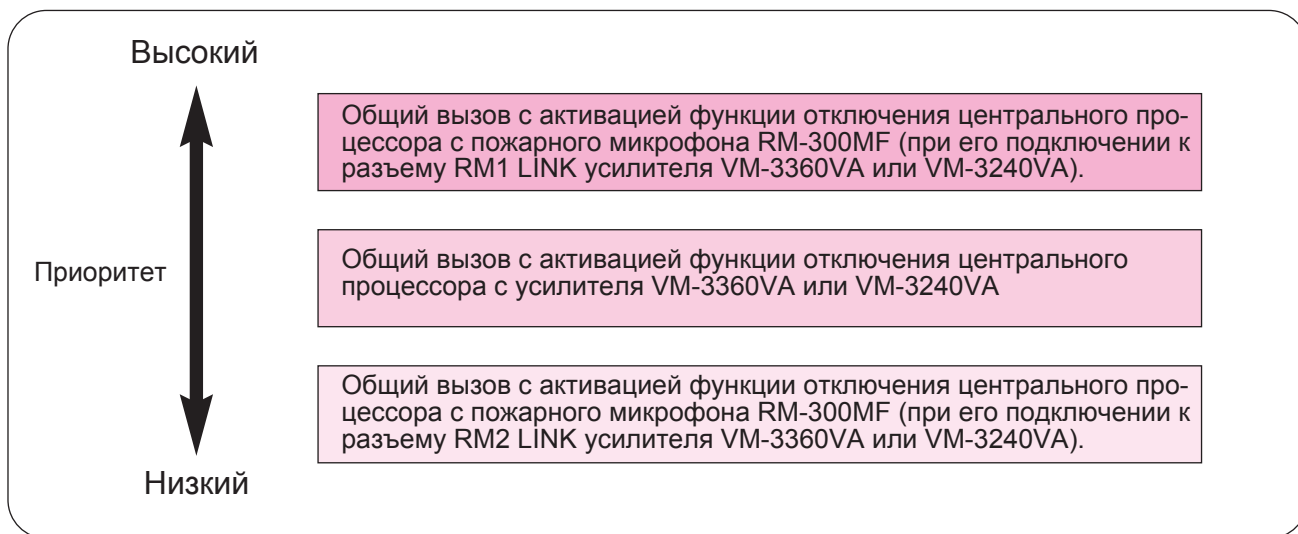 Высокий
Общий вызов с активацией функции отключения центрального про-
цессора с пожарного микрофона RM-300MF (при его подключении к
разъему RM1 LINK усилителя VM-3360VA или VM-3240VA).
Приоритет
Общий вызов с активацией функции отключения центрального
процессора с усилителя VM-3360VA или VM-3240VA
Общий вызов с активацией функции отключения центрального про-
цессора с пожарного микрофона RM-300MF (при его подключении к
разъему RM2 LINK усилителя VM-3360VA или VM-3240VA).
Низкий